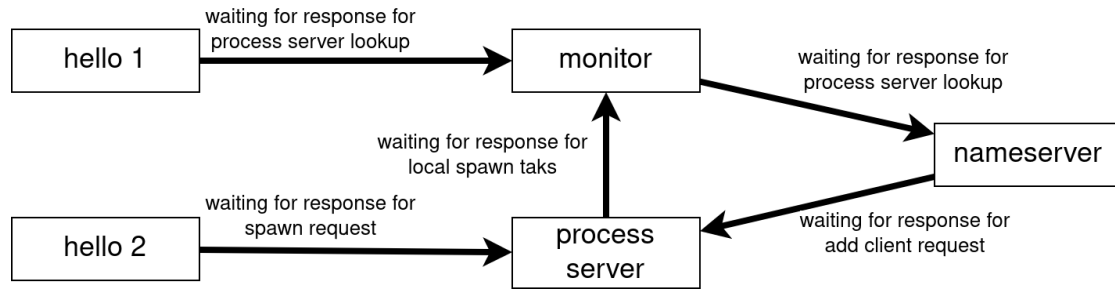 hello 1
waiting for response for
process server lookup
monitor
waiting for response for
process server lookup
nameserver
waiting for response for
local spawn taks
hello 2
waiting for response for
spawn request
process
server
waiting for response for
add client request